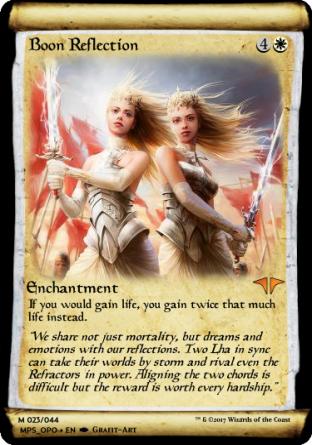 Boon Reflection 4
Enchantment
If you would gain life, you gain twice that much
life instead.
"We share not just mortality, but dreams and
emotions with our reflections. Two Lha in sync
can take their worlds by storm and rival even the
Refractors in power. Aligning the two chords is
difficult but the reward is worth every hardship."
M 023/044
MPS_OPO • EN Grafit-Art
™ & ©2017 Wizards of the Coast